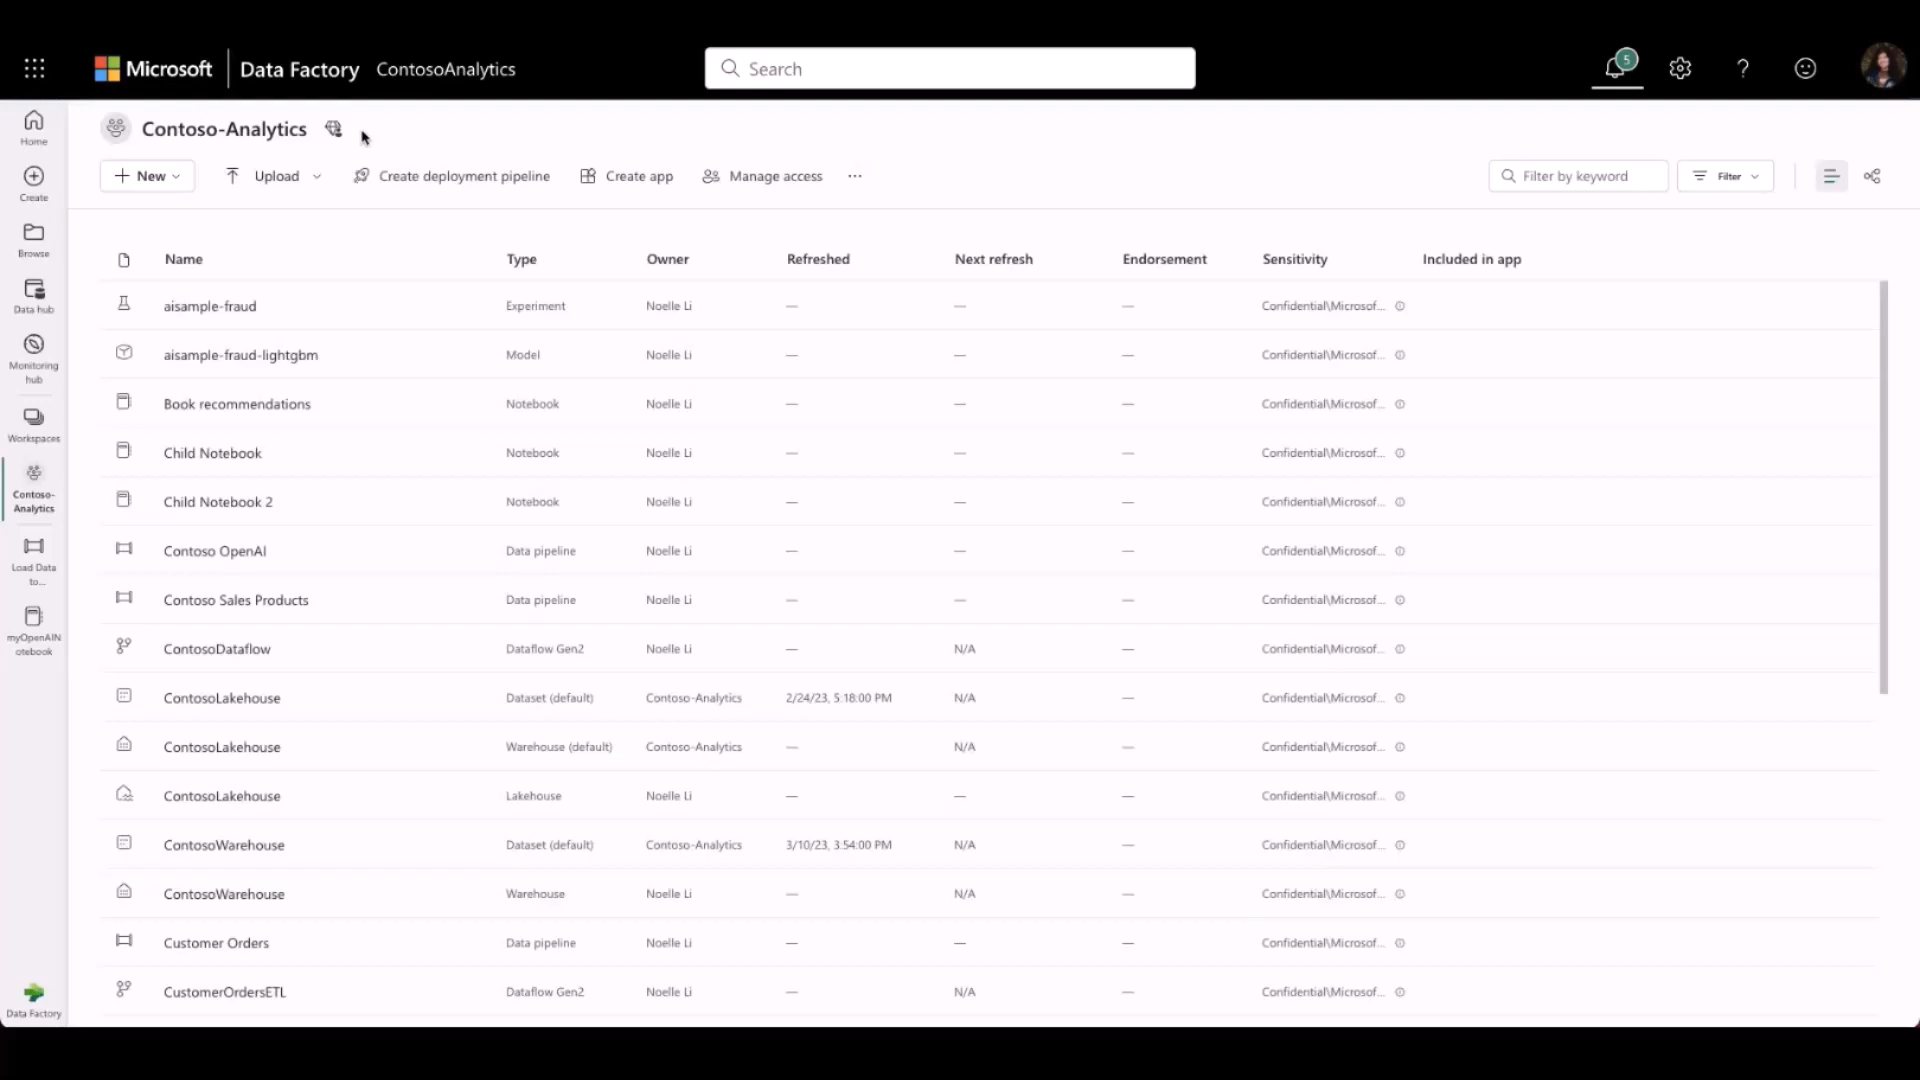 Microsoft Data Factory ContosoAnalytics Search 5 ?
Contoso-Analytics
New Upload Create deployment pipeline Create app Manage access ... Filter by keyword Filter
Home
Create
Browse
Data hub
Monitoring
hub
Workspaces
Contoso-
Analytics
Load Data
to...
myOpenAIN
otebook
Data Factory
Name Type Owner Refreshed Next refresh Endorsement Sensitivity Included in app
aisample-fraud Experiment Noelle Li — — — Confidential\Microsof...
aisample-fraud-lightgbm Model Noelle Li — — — Confidential\Microsof...
Book recommendations Notebook Noelle Li — — — Confidential\Microsof...
Child Notebook Notebook Noelle Li — — — Confidential\Microsof...
Child Notebook 2 Notebook Noelle Li — — — Confidential\Microsof...
Contoso OpenAI Data pipeline Noelle Li — — — Confidential\Microsof...
Contoso Sales Products Data pipeline Noelle Li — — — Confidential\Microsof...
ContosoDataflow Dataflow Gen2 Noelle Li — N/A — Confidential\Microsof...
ContosoLakehouse Dataset (default) Contoso-Analytics 2/24/23, 5:18:00 PM N/A — Confidential\Microsof...
ContosoLakehouse Warehouse (default) Contoso-Analytics — N/A — Confidential\Microsof...
ContosoLakehouse Lakehouse Noelle Li — — — Confidential\Microsof...
ContosoWarehouse Dataset (default) Contoso-Analytics 3/10/23, 3:54:00 PM N/A — Confidential\Microsof...
ContosoWarehouse Warehouse Noelle Li — N/A — Confidential\Microsof...
Customer Orders Data pipeline Noelle Li — — — Confidential\Microsof...
CustomerOrdersETL Dataflow Gen2 Noelle Li — N/A — Confidential\Microsof...